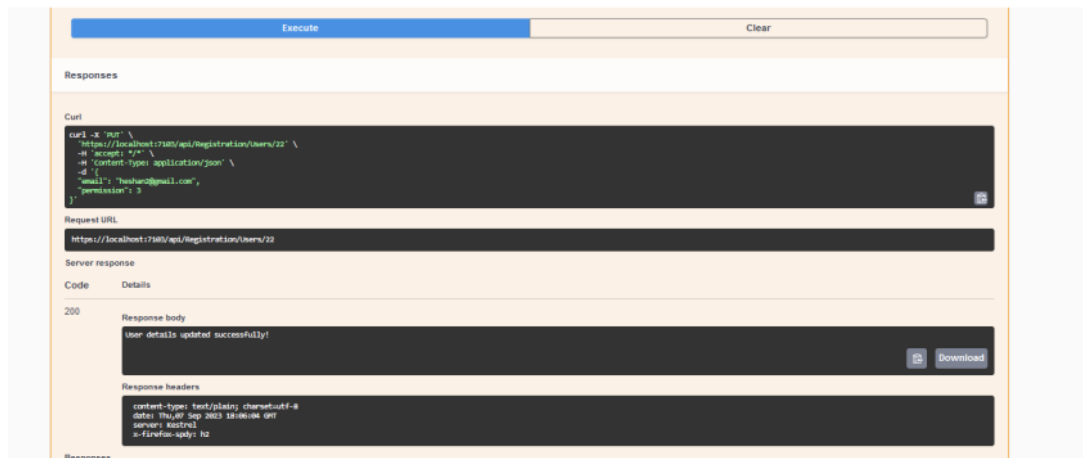 Execute
Clear
Responses
Curl
curl -X 'PUT' \
'https://localhost:7103/api/Registration/Users/22' \
-H 'accept: */*' \
-H 'Content-Type: application/json' \
-d '{
"email": "heshan2@gmail.com",
"permission": 3
}'
Request URL
https://localhost:7103/api/Registration/Users/22
Server response
Code
Details
200
Response body
User details updated successfully!
Download
Response headers
content-type: text/plain; charset=utf-8
date: Thu,07 Sep 2023 18:06:04 GMT
server: Kestrel
x-firefox-spdy: h2
Responses